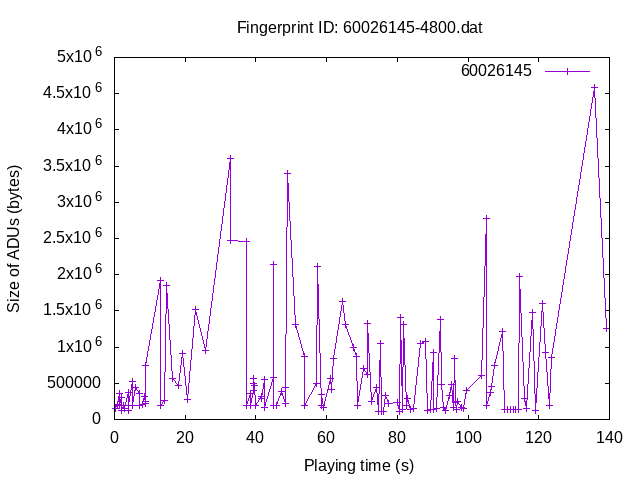 Fingerprint ID: 60026145-4800.dat
60026145
Size of ADUs (bytes)
5x10^6
4.5x10^6
4x10^6
3.5x10^6
3x10^6
2.5x10^6
2x10^6
1.5x10^6
1x10^6
500000
0
0 20 40 60 80 100 120 140
Playing time (s)